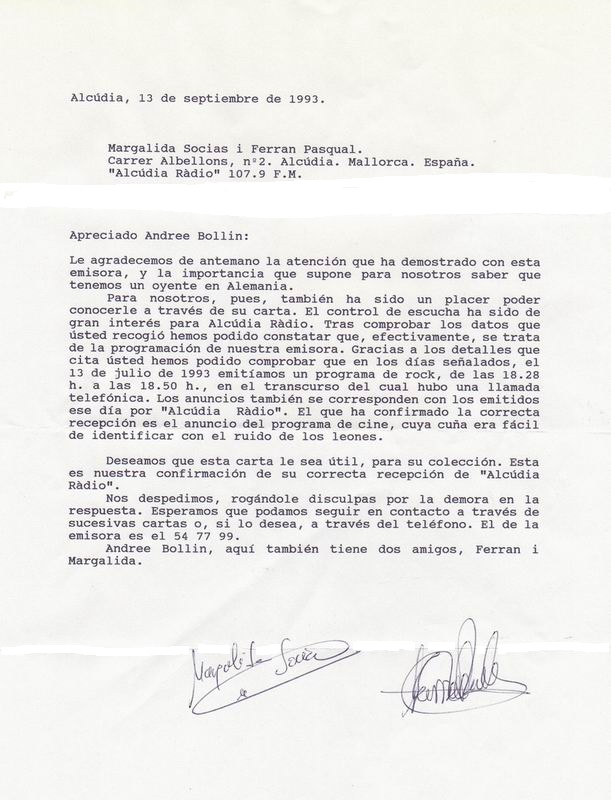 Alcúdia, 13 de septiembre de 1993.
Margalida Socias i Ferran Pasqual.
Carrer Albellons, nº2. Alcúdia. Mallorca. España.
"Alcúdia Ràdio" 107.9 F.M.
Apreciado Andree Bollin:
Le agradecemos de antemano la atención que ha demostrado con esta
emisora, y la importancia que supone para nosotros saber que
tenemos un oyente en Alemania.
Para nosotros, pues, también ha sido un placer poder
conocerle a través de su carta. El control de escucha ha sido de
gran interés para Alcúdia Ràdio. Tras comprobar los datos que
ústed recogió hemos podido constatar que, efectivamente, se trata
de la programación de nuestra emisora. Gracias a los detalles que
cita ústed hemos podido comprobar que en los días señalados, el
13 de julio de 1993 emitíamos un programa de rock, de las 18.28
h. a las 18.50 h., en el transcurso del cual hubo una llamada
telefónica. Los anuncios también se corresponden con los emitidos
ese día por "Alcúdia Ràdio". El que ha confirmado la correcta
recepción es el anuncio del programa de cine, cuya cuña era fácil
de identificar con el ruido de los leones.
Deseamos que esta carta le sea útil, para su colección. Esta
es nuestra confirmación de su correcta recepción de "Alcúdia
Ràdio".
Nos despedimos, rogándole disculpas por la demora en la
respuesta. Esperamos que podamos seguir en contacto a través de
sucesivas cartas o, si lo desea, a través del teléfono. El de la
emisora es el 54 77 99.
Andree Bollin, aquí también tiene dos amigos, Ferran i
Margalida.